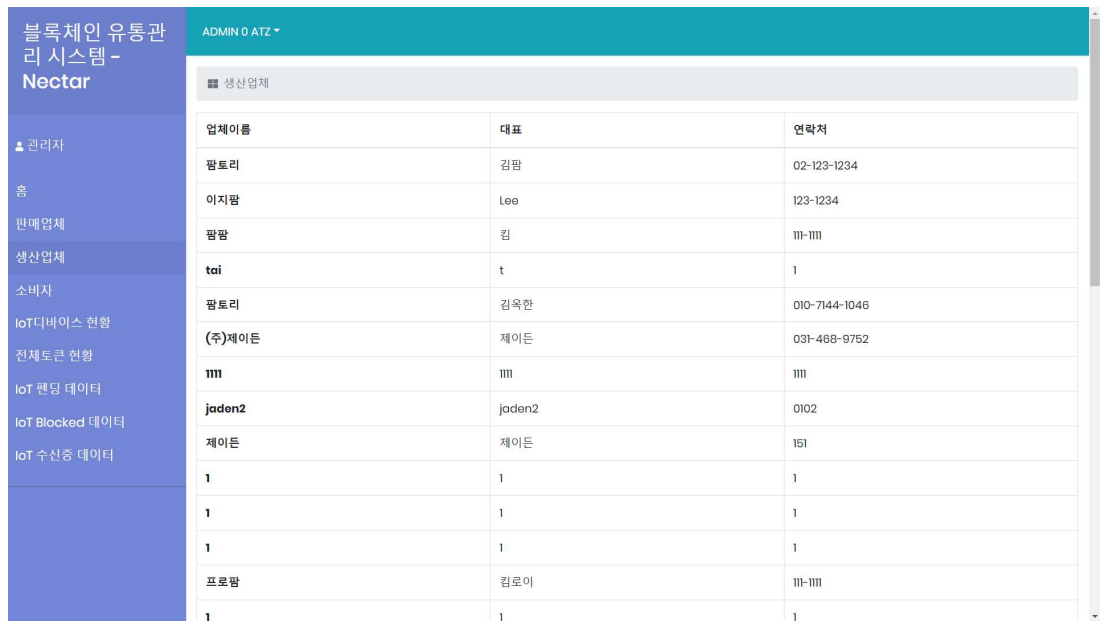 블록체인 유통관
리 시스템 -
Nectar
관리자
홈
판매업체
생산업체
소비자
IoT디바이스 현황
전체토큰 현황
IoT 펜딩 데이터
IoT Blocked 데이터
IoT 수신중 데이터
ADMIN 0 ATZ
생산업체
업체이름 대표 연락처
팜토리 김팜 02-123-1234
이지팜 Lee 123-1234
팜팜 킴 111-1111
tai t 1
팜토리 김옥한 010-7144-1046
(주)제이든 제이든 031-468-9752
1111 1111 1111
jaden2 jaden2 0102
제이든 제이든 151
1 1 1
1 1 1
1 1 1
프로팜 킴로이 111-1111
1 1 1